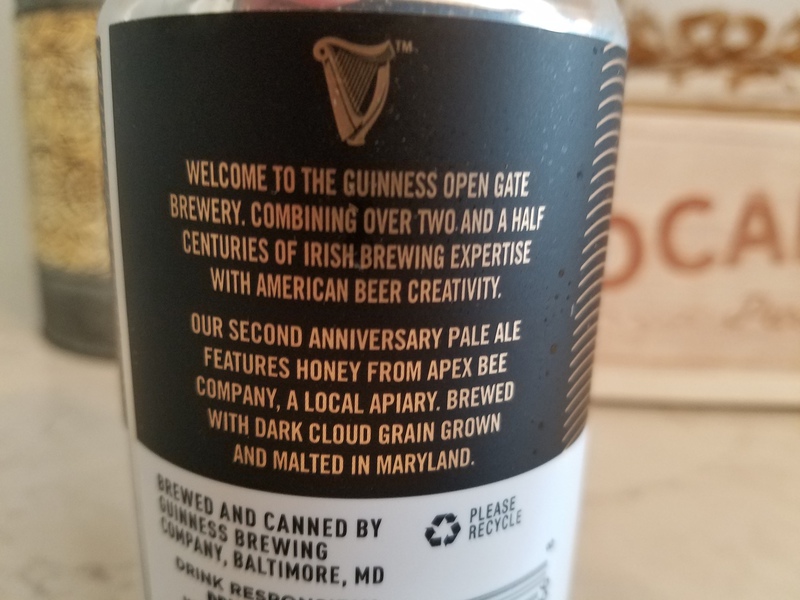 TM
WELCOME TO THE GUINNESS OPEN GATE
BREWERY. COMBINING OVER TWO AND A HALF
CENTURIES OF IRISH BREWING EXPERTISE
WITH AMERICAN BEER CREATIVITY.
OUR SECOND ANNIVERSARY PALE ALE
FEATURES HONEY FROM APEX BEE
COMPANY, A LOCAL APIARY. BREWED
WITH DARK CLOUD GRAIN GROWN
AND MALTED IN MARYLAND.
BREWED AND CANNED BY
GUINNESS BREWING
COMPANY, BALTIMORE, MD
PLEASE
RECYCLE
DRINK